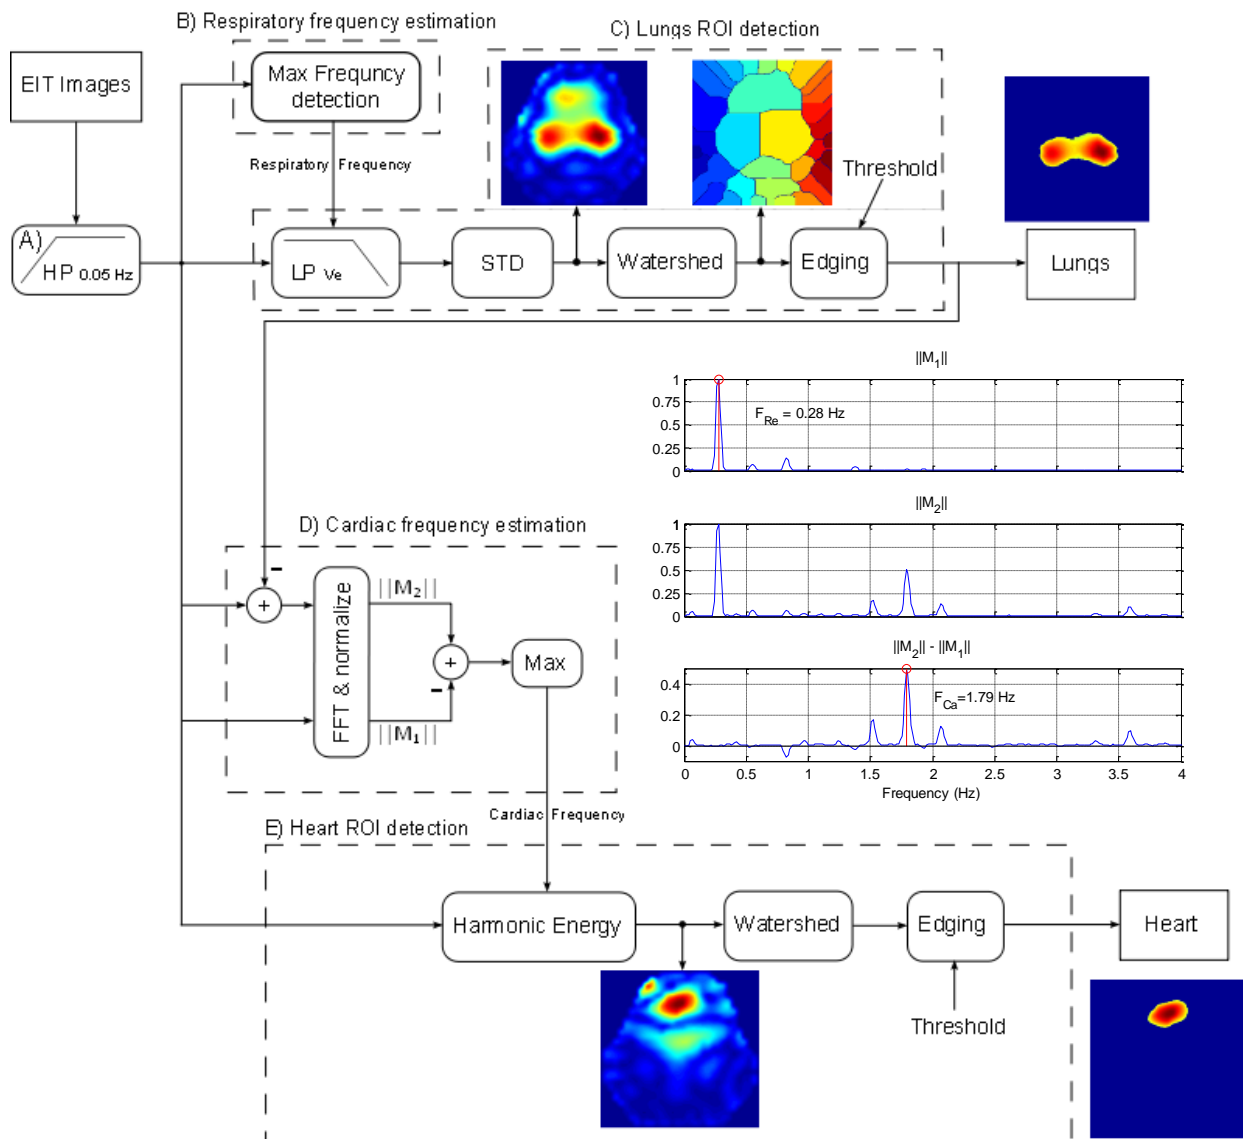 B) Respiratory frequency estimation
C) Lungs ROI detection
EIT Images
Max Frequncy
detection
Respiratory Frequency
Threshold
A)
HP 0.05 Hz
LP Ve
STD
Watershed
Edging
Lungs
||M1||
1
0.75
0.5
0.25
0
FRe = 0.28 Hz
||M2||
1
0.75
0.5
0.25
0
D) Cardiac frequency estimation
-
+
FFT & normalize
||M2||
||M1||
+
-
Max
||M2|| - ||M1||
0.4
0.2
0
FCa=1.79 Hz
0 0.5 1 1.5 2 2.5 3 3.5 4
Frequency (Hz)
Cardiac Frequency
E) Heart ROI detection
Harmonic Energy
Watershed
Edging
Heart
Threshold